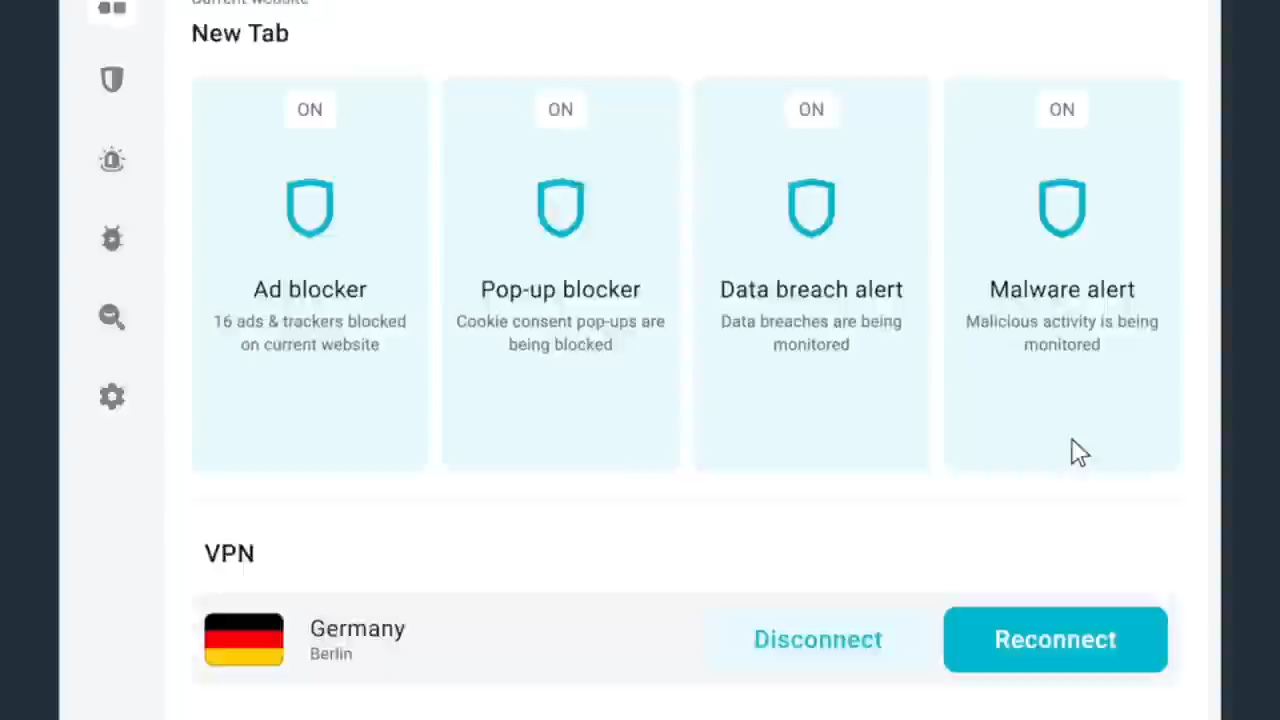 Current website
New Tab
ON
ON
ON
ON
Ad blocker
16 ads & trackers blocked
on current website
Pop-up blocker
Cookie consent pop-ups are
being blocked
Data breach alert
Data breaches are being
monitored
Malware alert
Malicious activity is being
monitored
VPN
Germany
Berlin
Disconnect
Reconnect